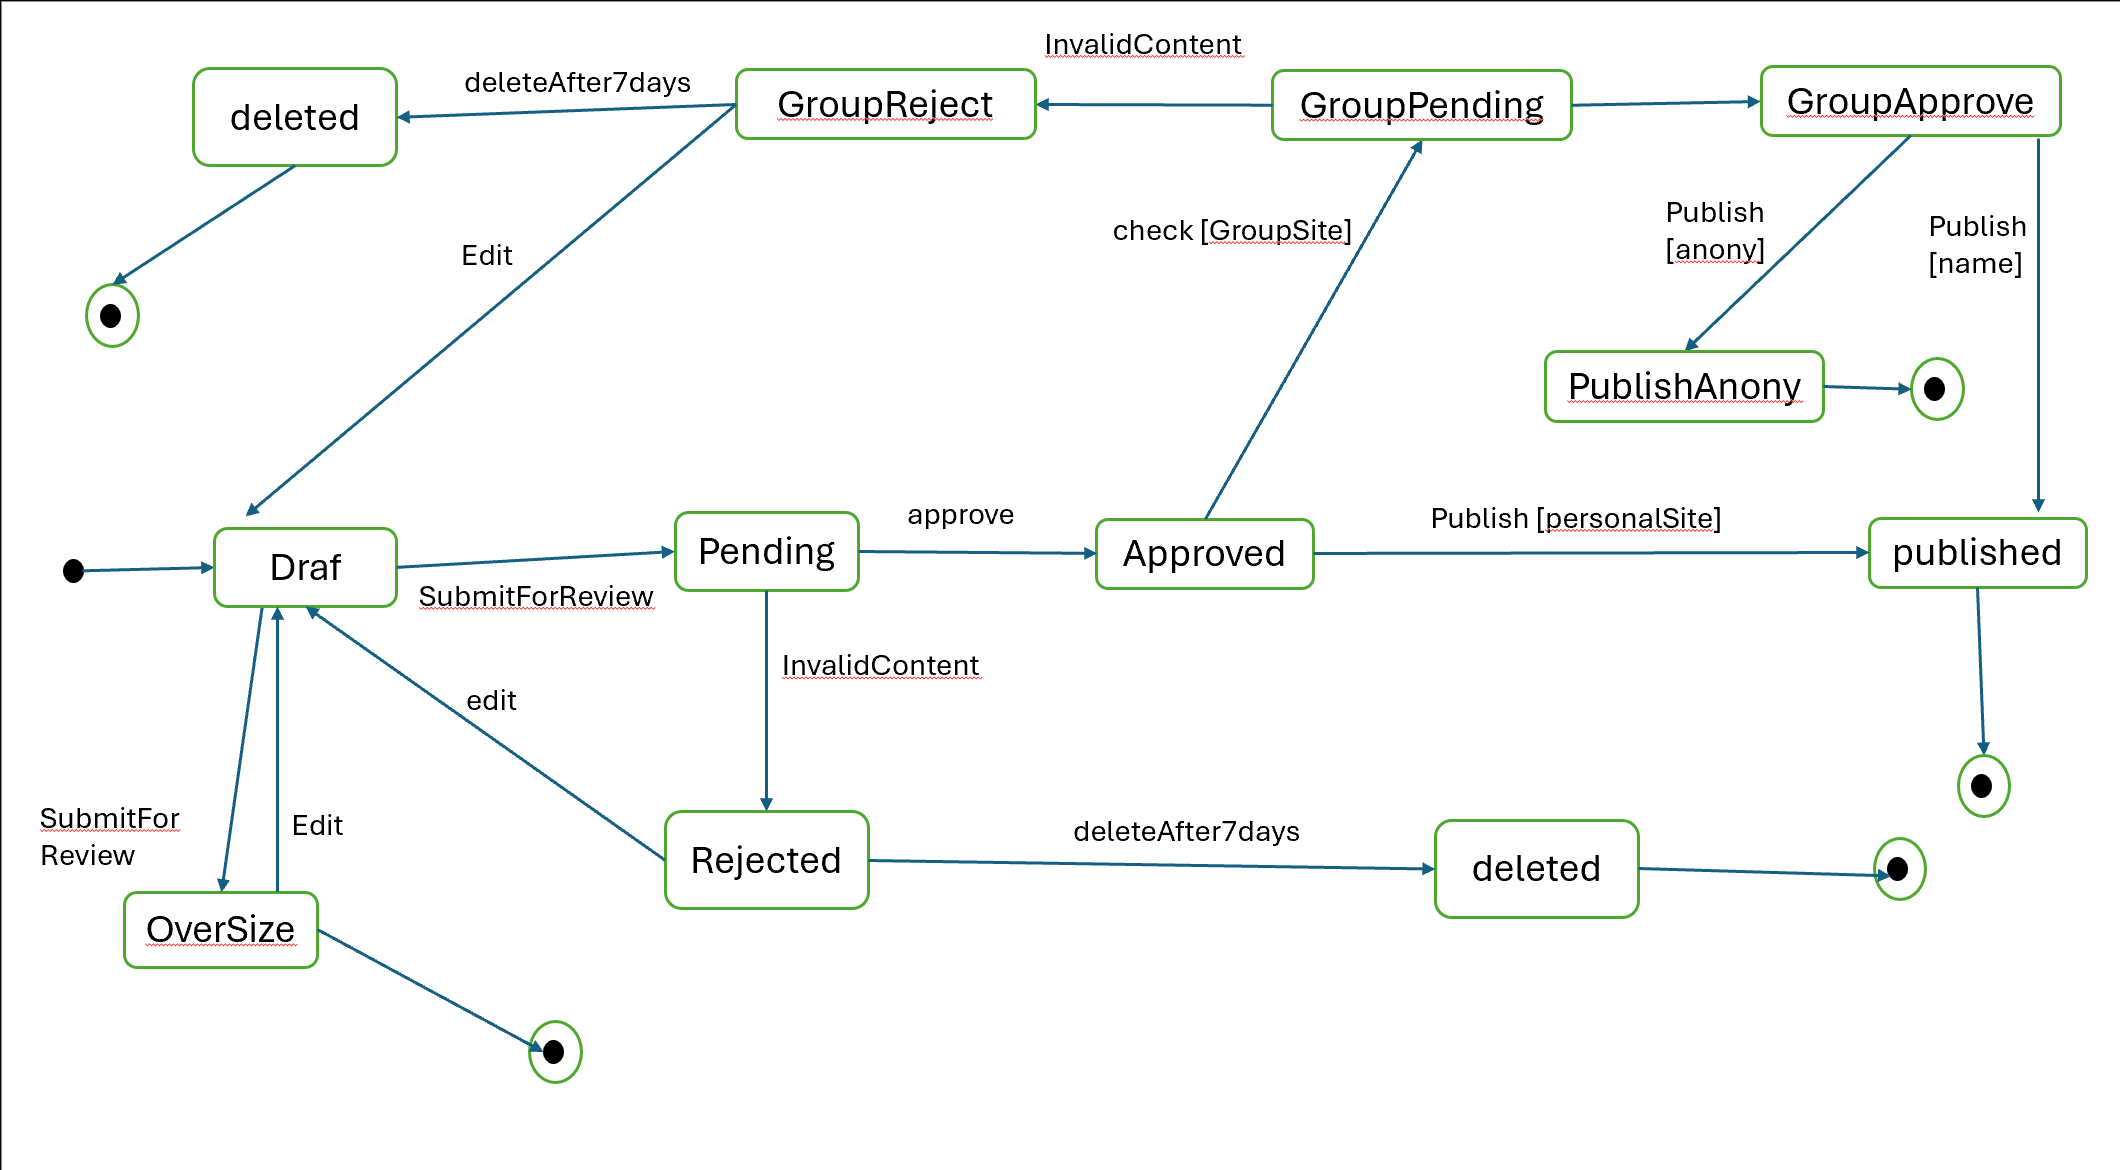 InvalidContent
deleted
deleteAfter7days
GroupReject
GroupPending
GroupApprove
Edit
check [GroupSite]
Publish
[anony]
Publish
[name]
PublishAnony
Draf
SubmitForReview
Pending
approve
Approved
Publish [personalSite]
published
InvalidContent
edit
SubmitFor
Review
Edit
OverSize
Rejected
deleteAfter7days
deleted